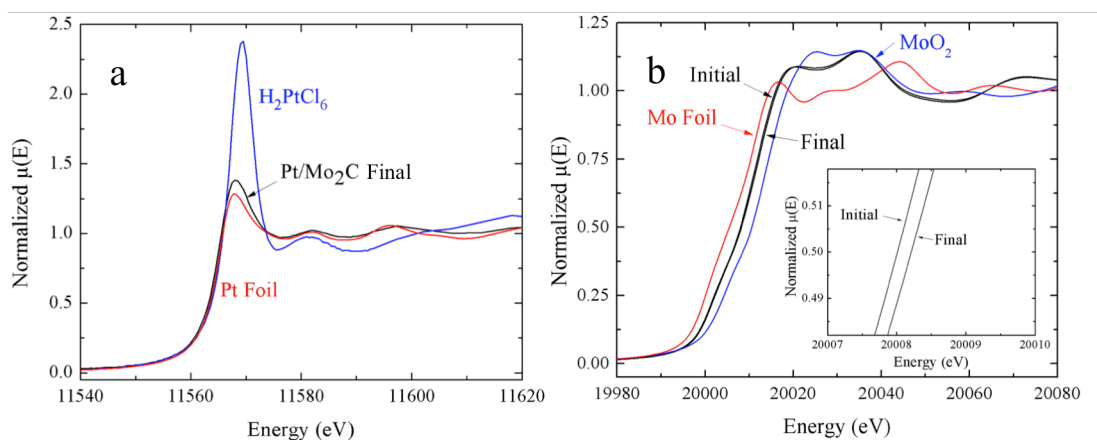 a
2.5
2.0
1.5
1.0
0.5
0.0
Normalized μ(E)
H₂PtCl₆
Pt/Mo₂C Final
Pt Foil
11540
11560
11580
11600
11620
Energy (eV)
b
1.25
1.00
0.75
0.50
0.25
0.00
Normalized μ(E)
MoO₂
Initial
Mo Foil
Final
0.51
0.50
0.49
Normalized μ(E)
Initial
Final
20007
20008
20009
20010
Energy (eV)
19980
20000
20020
20040
20060
20080
Energy (eV)